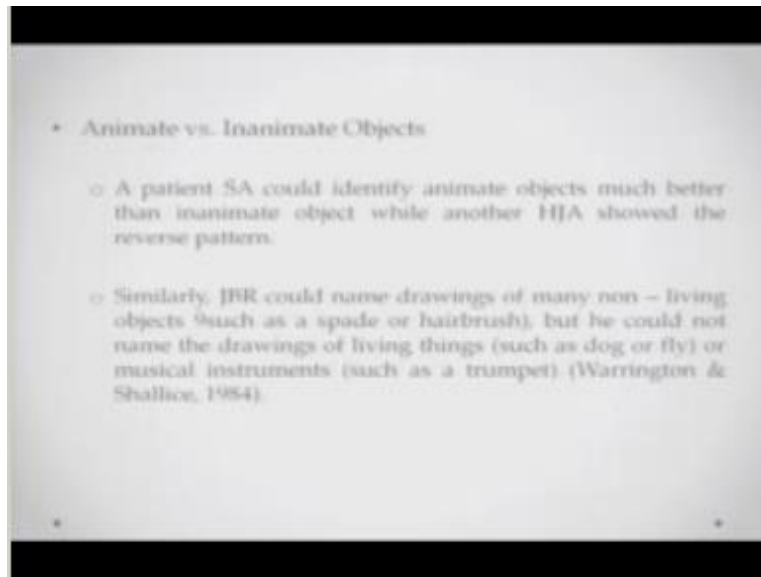 Animate vs. Inanimate Objects
A patient SA could identify animate objects much better
than inanimate object while another HJA showed the
reverse pattern.
Similarly, JBR could name drawings of many non – living
objects 9such as a spade or hairbrush), but he could not
name the drawings of living things (such as dog or fly) or
musical instruments (such as a trumpet) (Warrington &
Shallice, 1984).